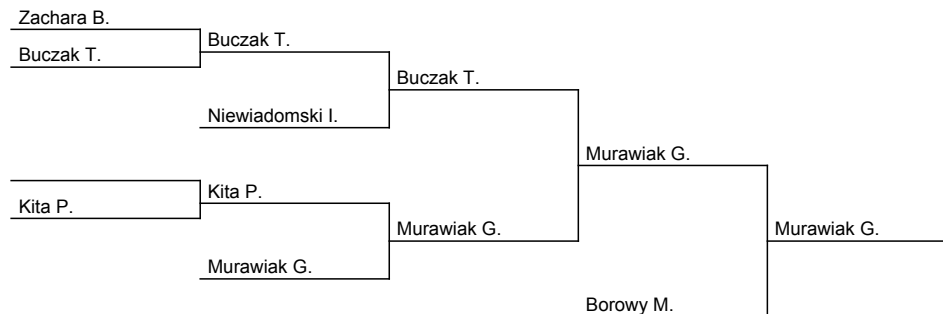 Zachara B.
Buczak T.
Buczak T.
Buczak T.
Niewiadomski I.
Murawiak G.
Kita P.
Kita P.
Murawiak G.
Murawiak G.
Murawiak G.
Borowy M.